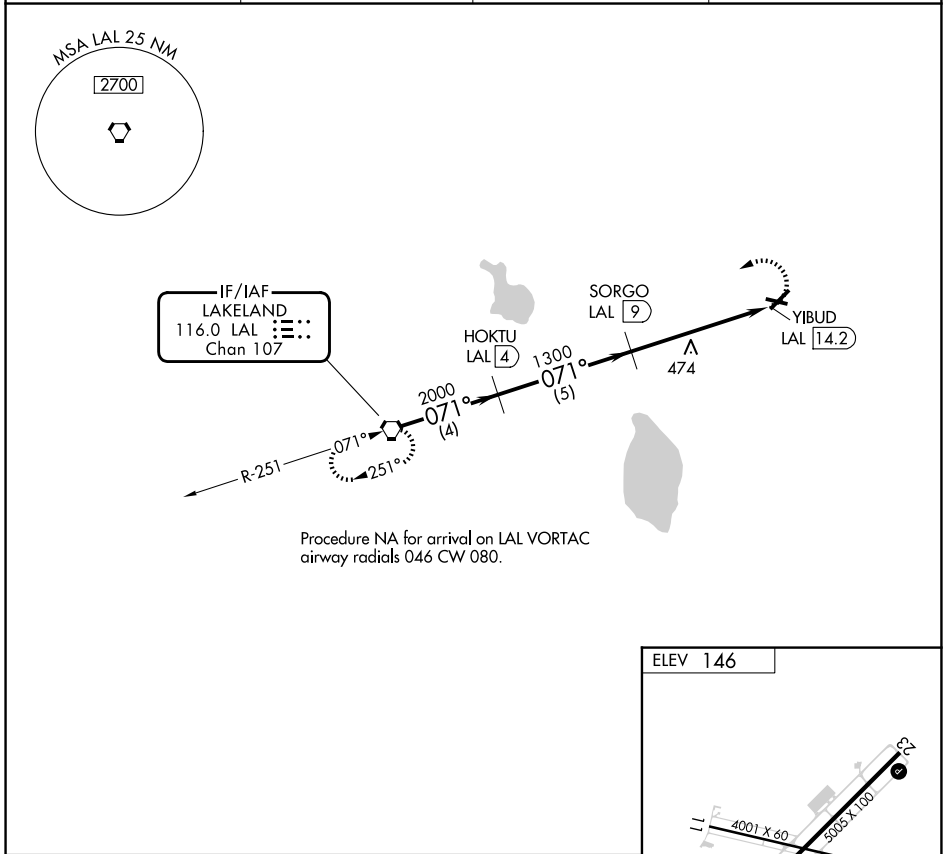 MSA LAL 25 NM
2700
IF/IAF
LAKELAND
116.0 LAL
Chan 107
HOKTU
LAL 4
SORGO
LAL 9
YIBUD
LAL 14.2
474
2000
071°
(4)
1300
071°
(5)
R-251
071°
251°
Procedure NA for arrival on LAL VORTAC
airway radials 046 CW 080.
ELEV 146
23
P
5005 X 100
11
4001 X 60